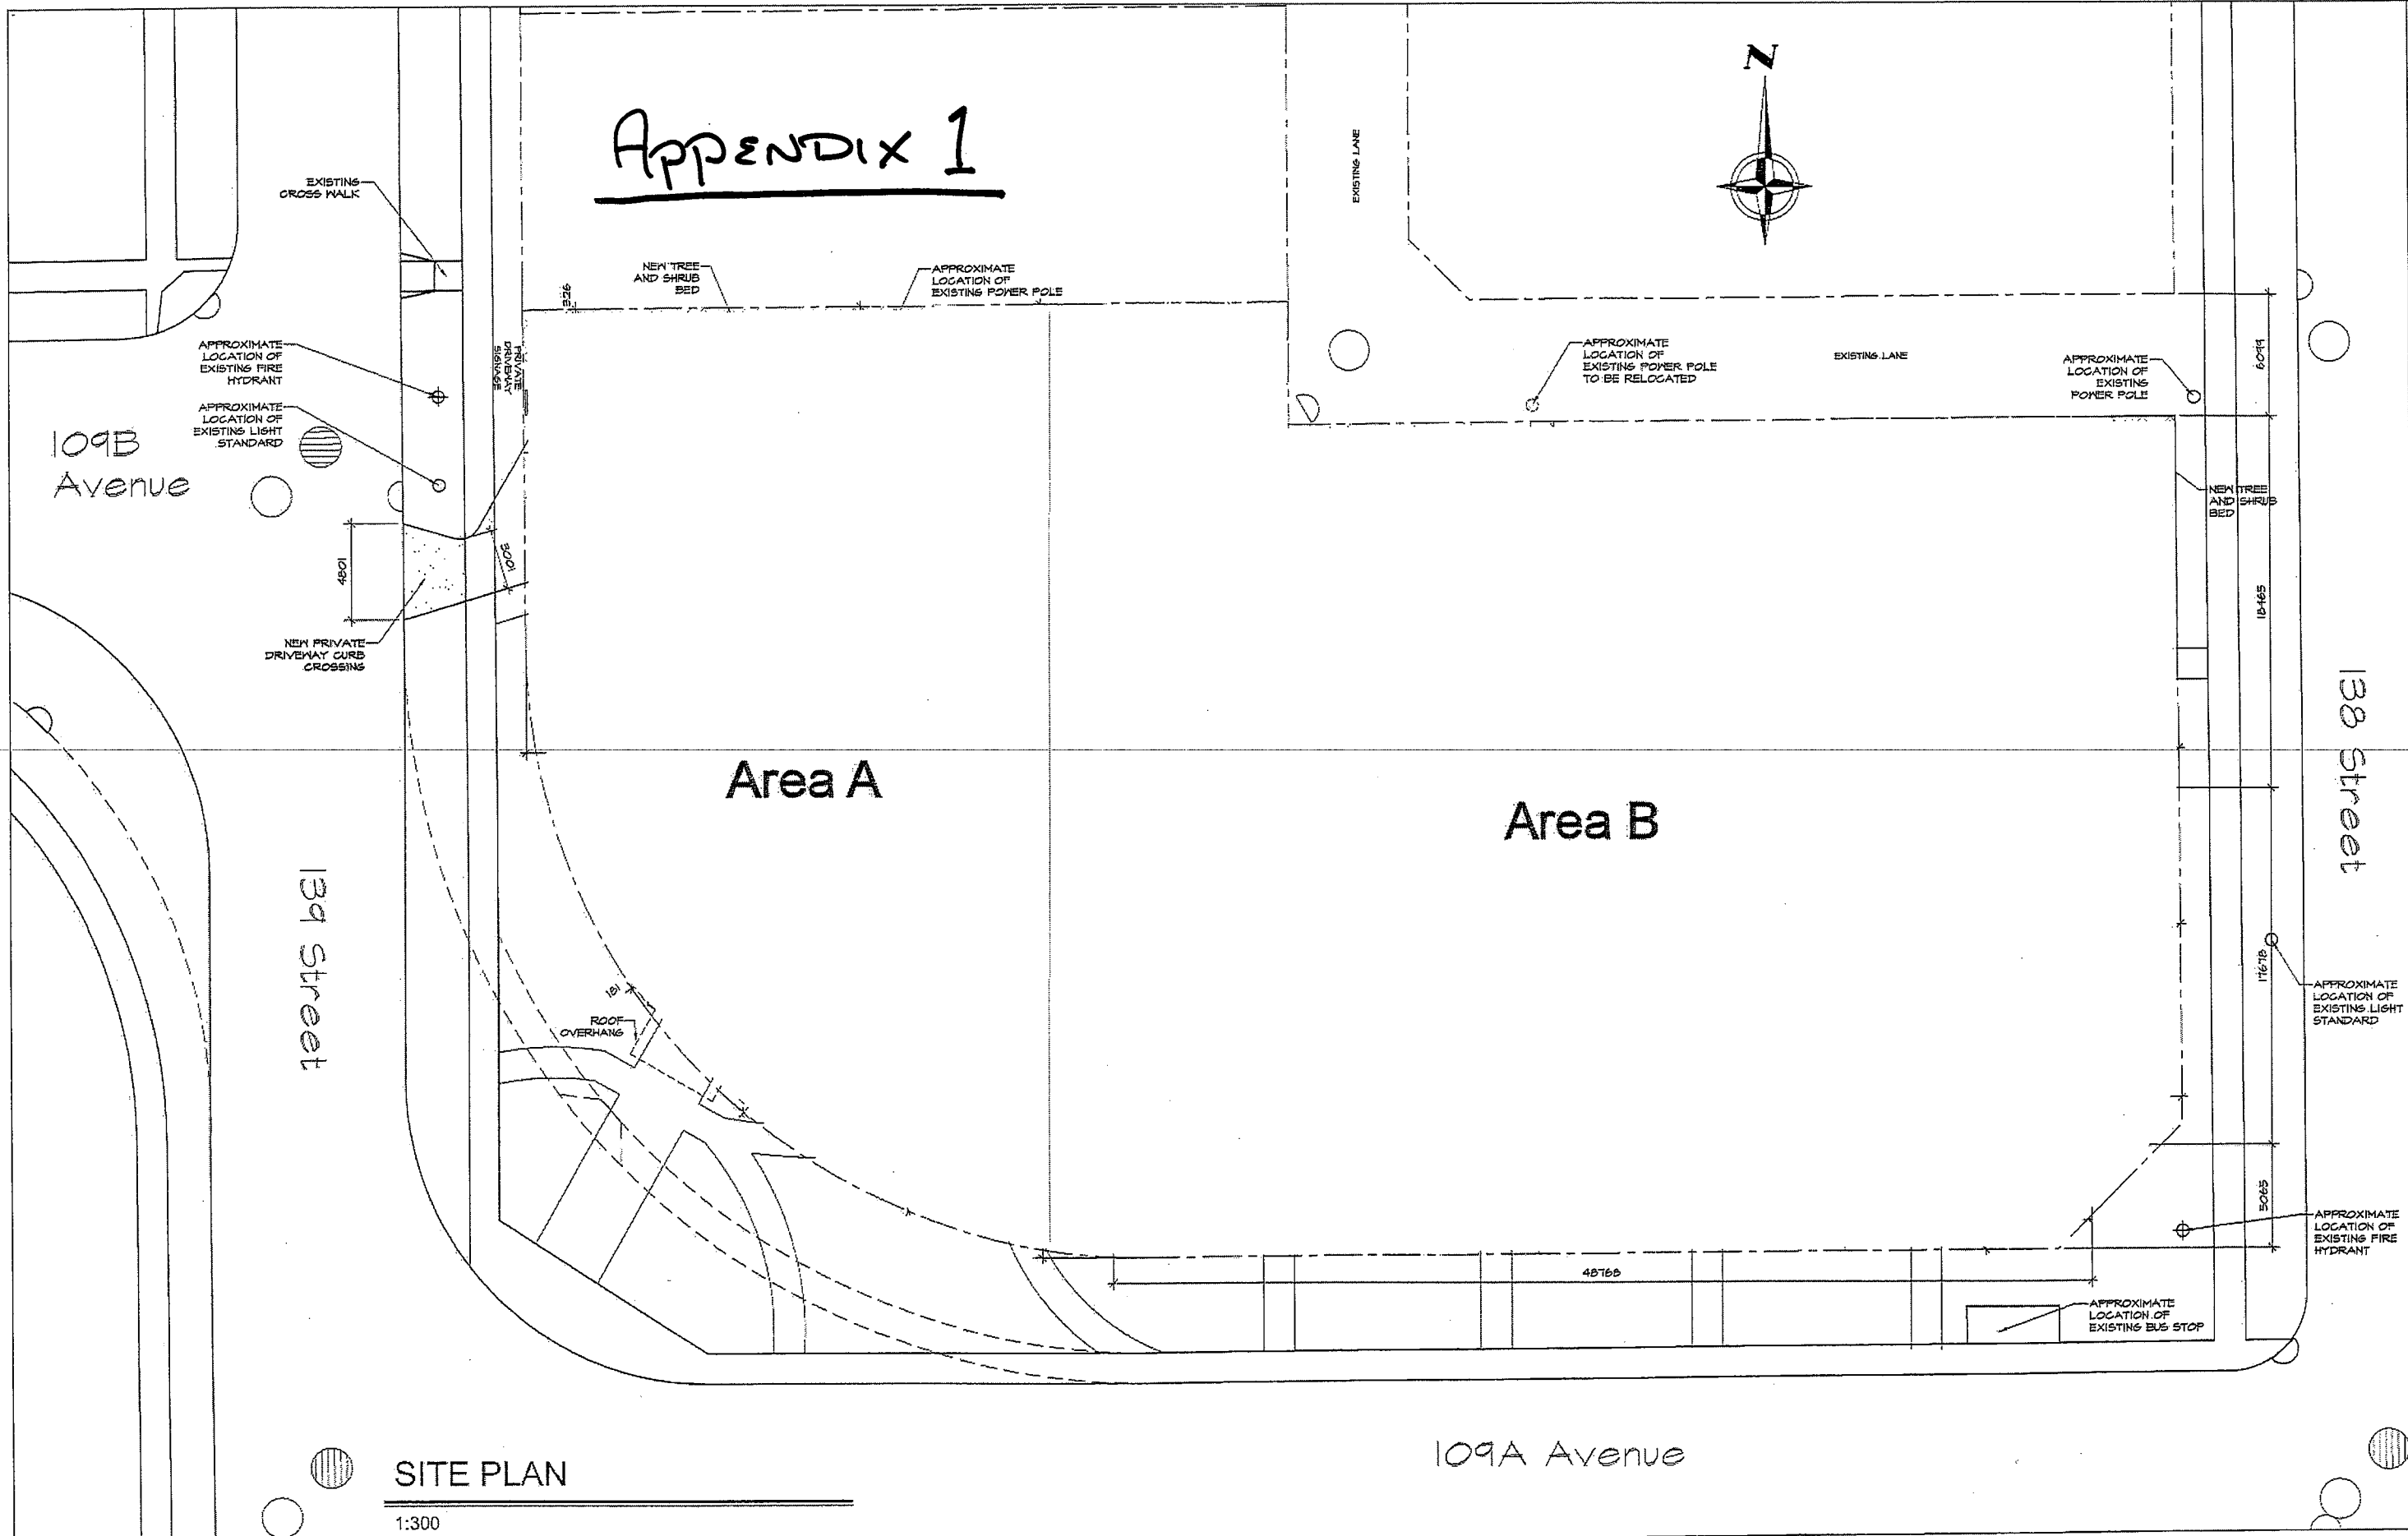 APPENDIX 1
N
EXISTING LANE
EXISTING
CROSS WALK
NEW TREE
AND SHRUB
BED
APPROXIMATE
LOCATION OF
EXISTING POWER POLE
326
PRIVATE
DRIVEWAY
SIGNAGE
APPROXIMATE
LOCATION OF
EXISTING FIRE
HYDRANT
APPROXIMATE
LOCATION OF
EXISTING LIGHT
STANDARD
109B
Avenue
APPROXIMATE
LOCATION OF
EXISTING POWER POLE
TO BE RELOCATED
EXISTING LANE
APPROXIMATE
LOCATION OF
EXISTING
POWER POLE
6099
NEW TREE
AND SHRUB
BED
4801
3001
NEW PRIVATE
DRIVEWAY CURB
CROSSING
18465
138 Street
Area A
Area B
139 Street
181
ROOF
OVERHANG
17678
APPROXIMATE
LOCATION OF
EXISTING LIGHT
STANDARD
5065
APPROXIMATE
LOCATION OF
EXISTING FIRE
HYDRANT
48768
APPROXIMATE
LOCATION OF
EXISTING BUS STOP
109A Avenue
SITE PLAN
1:300